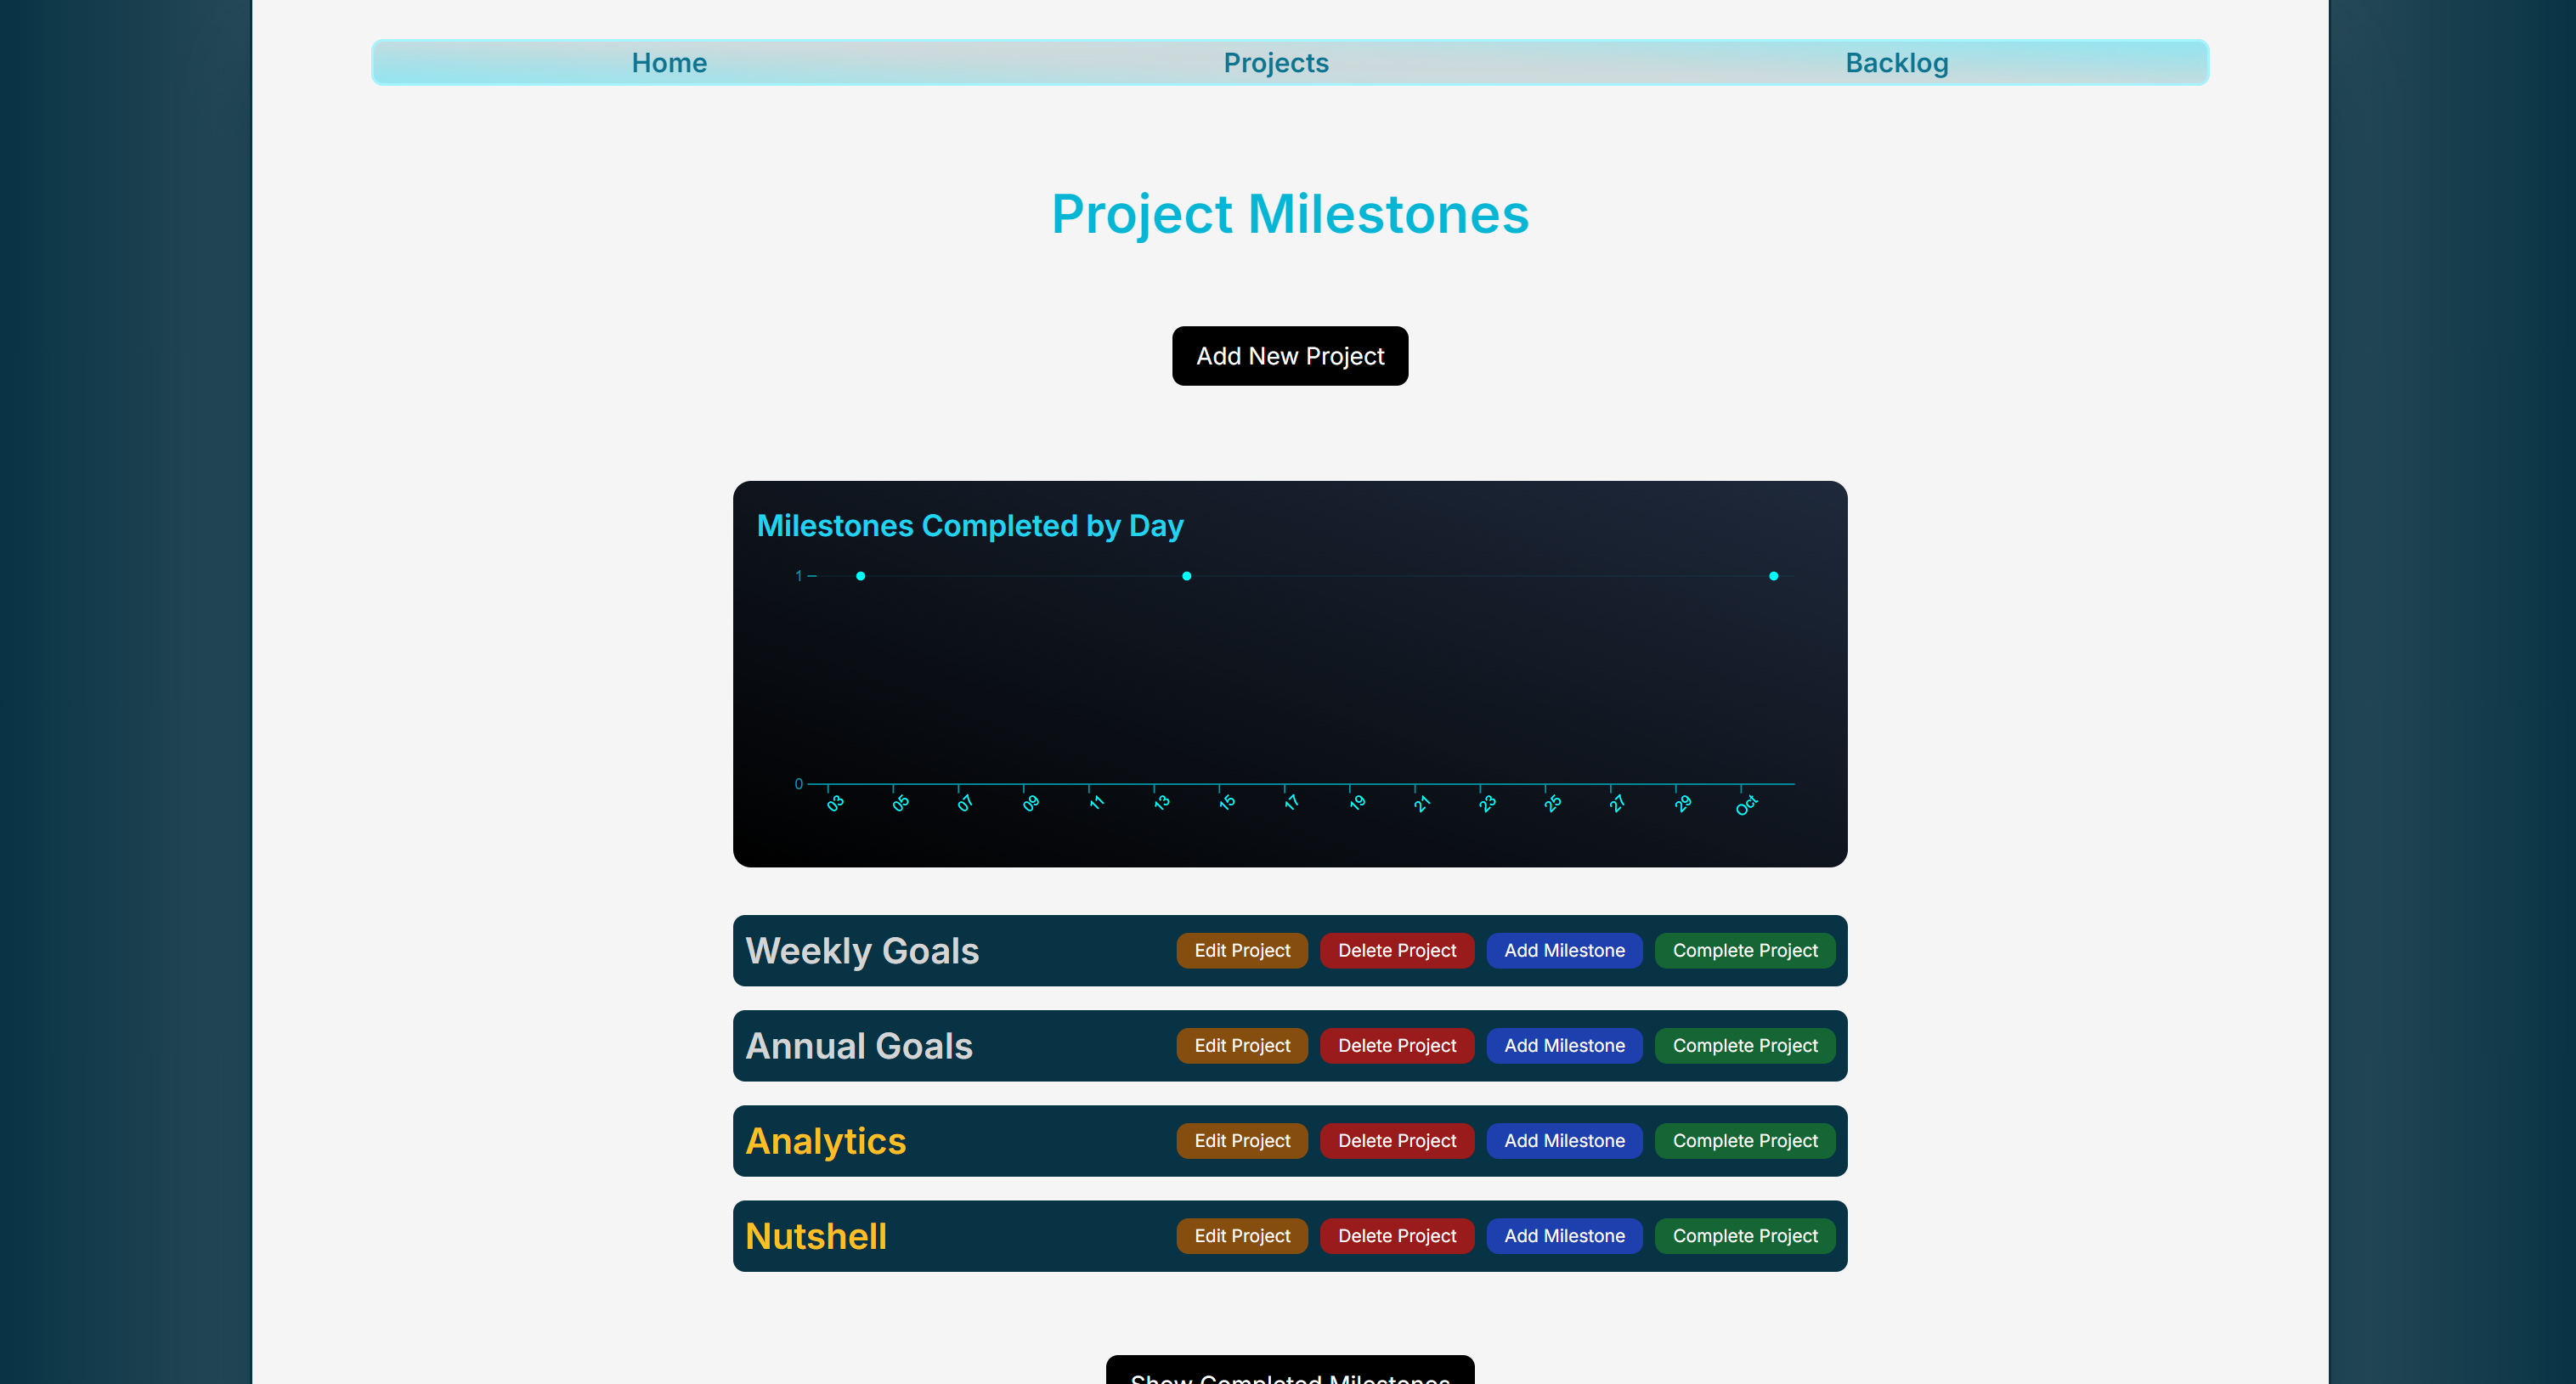 Home Projects Backlog
Project Milestones
Add New Project
Milestones Completed by Day
1
0
03 05 07 09 11 13 15 17 19 21 23 25 27 29 Oct
Weekly Goals Edit Project Delete Project Add Milestone Complete Project
Annual Goals Edit Project Delete Project Add Milestone Complete Project
Analytics Edit Project Delete Project Add Milestone Complete Project
Nutshell Edit Project Delete Project Add Milestone Complete Project
Show Completed Milestones